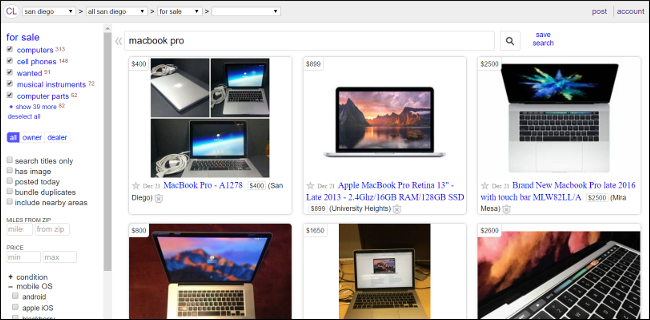 CL san diego > all san diego > for sale > post account
for sale
computers 313
cell phones 148
wanted 91
musical instruments 72
computer parts 62
show 39 more 82
deselect all
all owner dealer
search titles only
has image
posted today
bundle duplicates
include nearby areas
MILES FROM ZIP
miles from zip
PRICE
min max
+ condition
− mobile OS
android
apple iOS
blackberry
« macbook pro
save
search
$400
Dec 21 MacBook Pro - A1278 $400 (San
Diego)
$899
Dec 21 Apple MacBook Pro Retina 13" -
Late 2013 - 2.4Ghz/16GB RAM/128GB SSD
$899 (University Heights)
$2500
Dec 21 Brand New Macbook Pro late 2016
with touch bar MLW82LL/A $2500 (Mira
Mesa)
$800
$1650
$2600